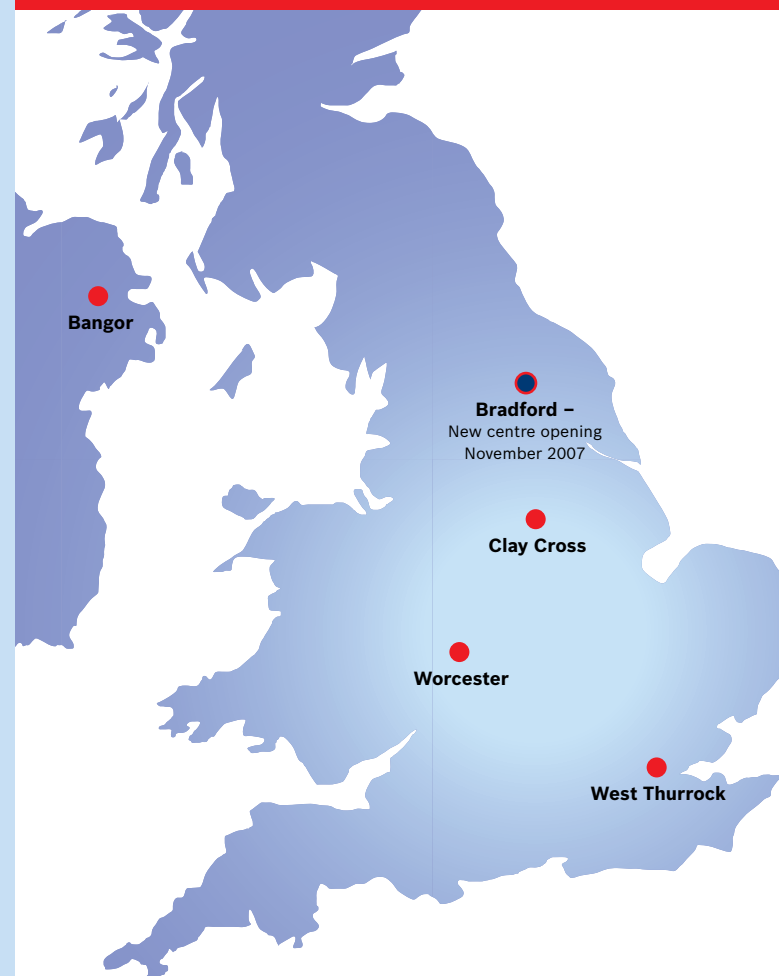 Bangor
Bradford –
New centre opening
November 2007
Clay Cross
Worcester
West Thurrock